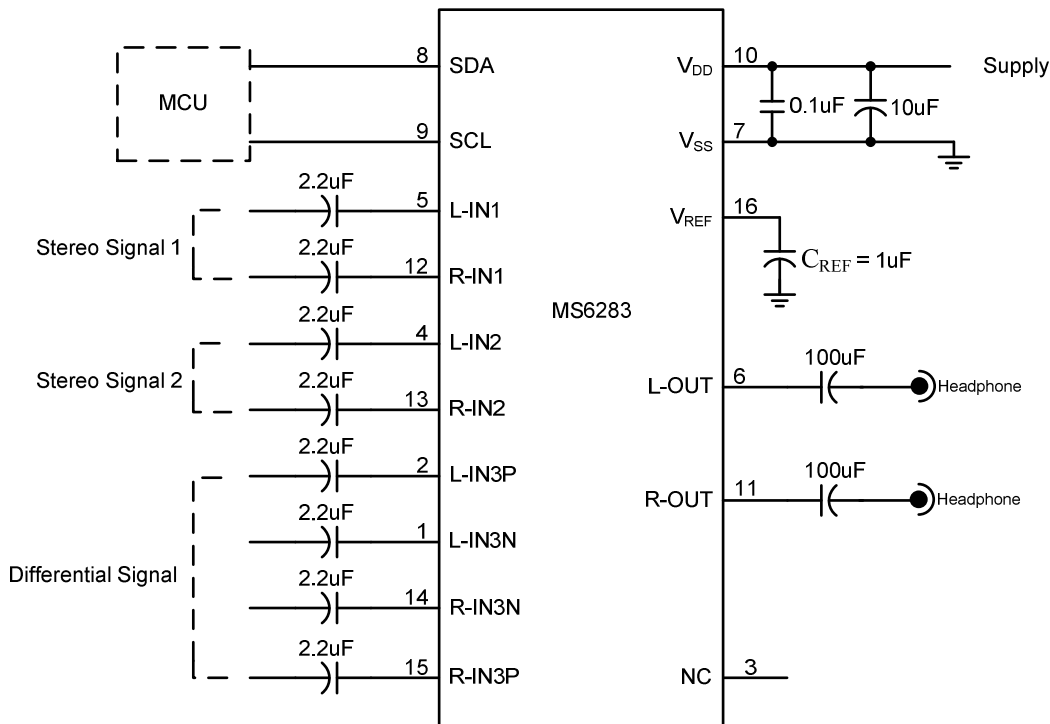 MCU
8 SDA
9 SCL
2.2uF
5 L-IN1
Stereo Signal 1
2.2uF
12 R-IN1
2.2uF
4 L-IN2
Stereo Signal 2
2.2uF
13 R-IN2
2.2uF
2 L-IN3P
2.2uF
1 L-IN3N
Differential Signal
2.2uF
14 R-IN3N
2.2uF
15 R-IN3P
MS6283
VDD 10
Supply
0.1uF
10uF
VSS 7
VREF 16
CREF = 1uF
100uF
L-OUT 6
Headphone
100uF
R-OUT 11
Headphone
NC 3